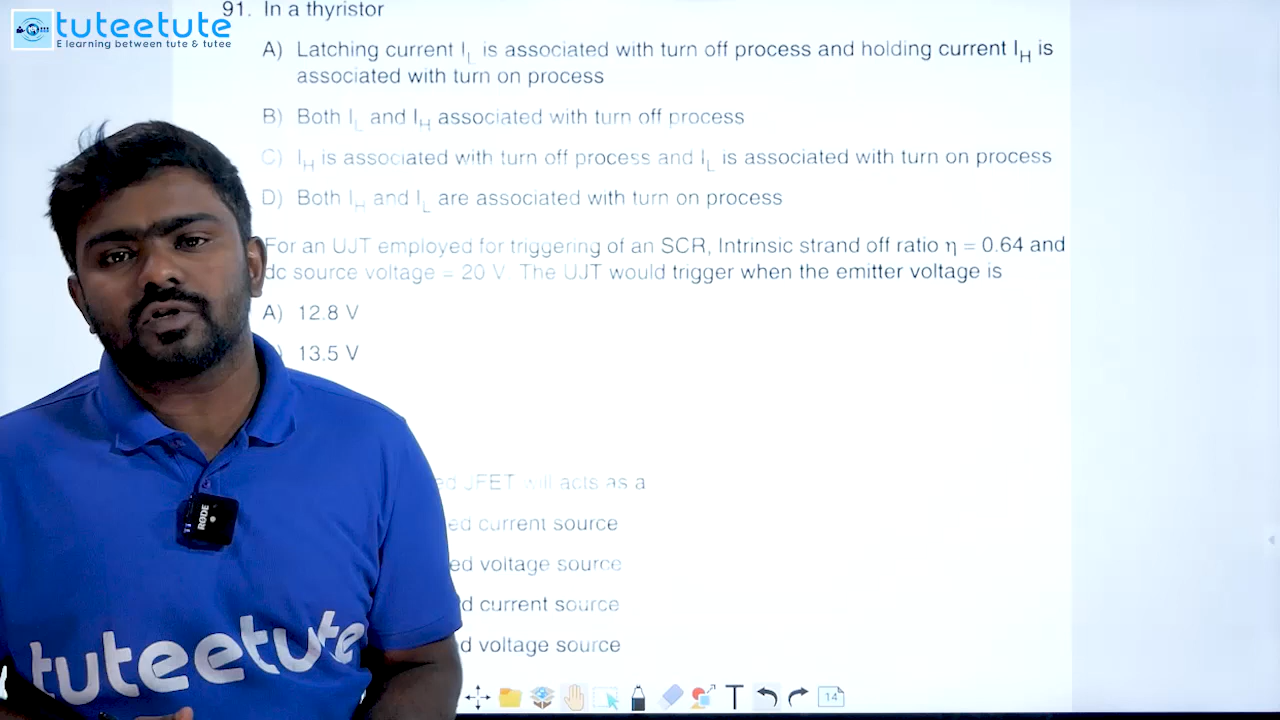 tuteetute
E learning between tute & tutee
91. In a thyristor
A) Latching current I_L is associated with turn off process and holding current I_H is
associated with turn on process
B) Both I_L and I_H associated with turn off process
C) I_H is associated with turn off process and I_L is associated with turn on process
D) Both I_H and I_L are associated with turn on process
For an UJT employed for triggering of an SCR, Intrinsic strand off ratio η = 0.64 and
dc source voltage = 20 V. The UJT would trigger when the emitter voltage is
A) 12.8 V
) 13.5 V
ed JFET will acts as a
ed current source
ed voltage source
d current source
d voltage source
RODE
tuteetute
T
14